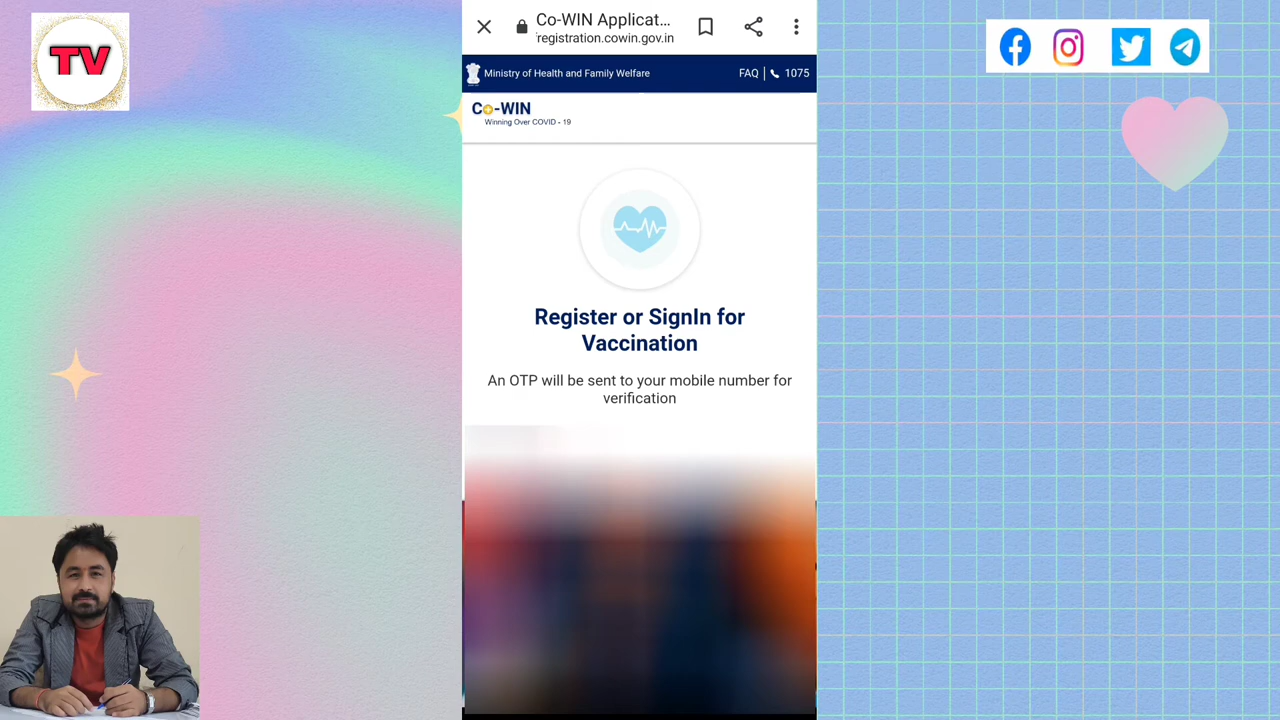 TV
Co-WIN Applicat...
registration.cowin.gov.in
Ministry of Health and Family Welfare
FAQ
1075
Co-WIN
Winning Over COVID - 19
Register or SignIn for
Vaccination
An OTP will be sent to your mobile number for
verification